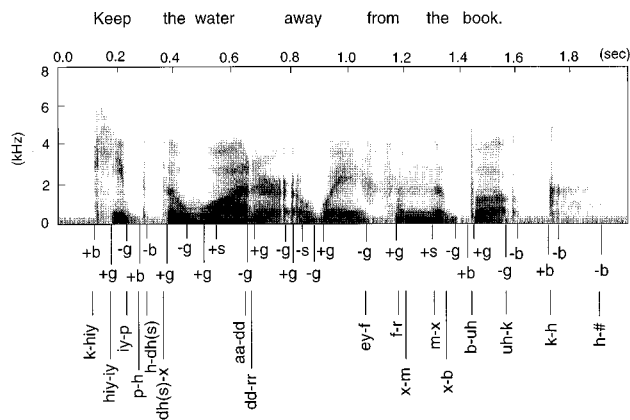 Keep the water away from the book.
0.0 0.2 0.4 0.6 0.8 1.0 1.2 1.4 1.6 1.8 (sec)
8
6
4
2
0
(kHz)
+b -g -b -g +s +g -g -s +g -g +g +s -g +g -b +g -b
+g +b +g +g -g -g +b -g +b -b
k-hiy
hiy-iy
iy-p
p-h
h-dh(s)
dh(s)-x
aa-dd
dd-rr
ey-f
f-r
x-m
m-x
x-b
b-uh
uh-k
k-h
h-#